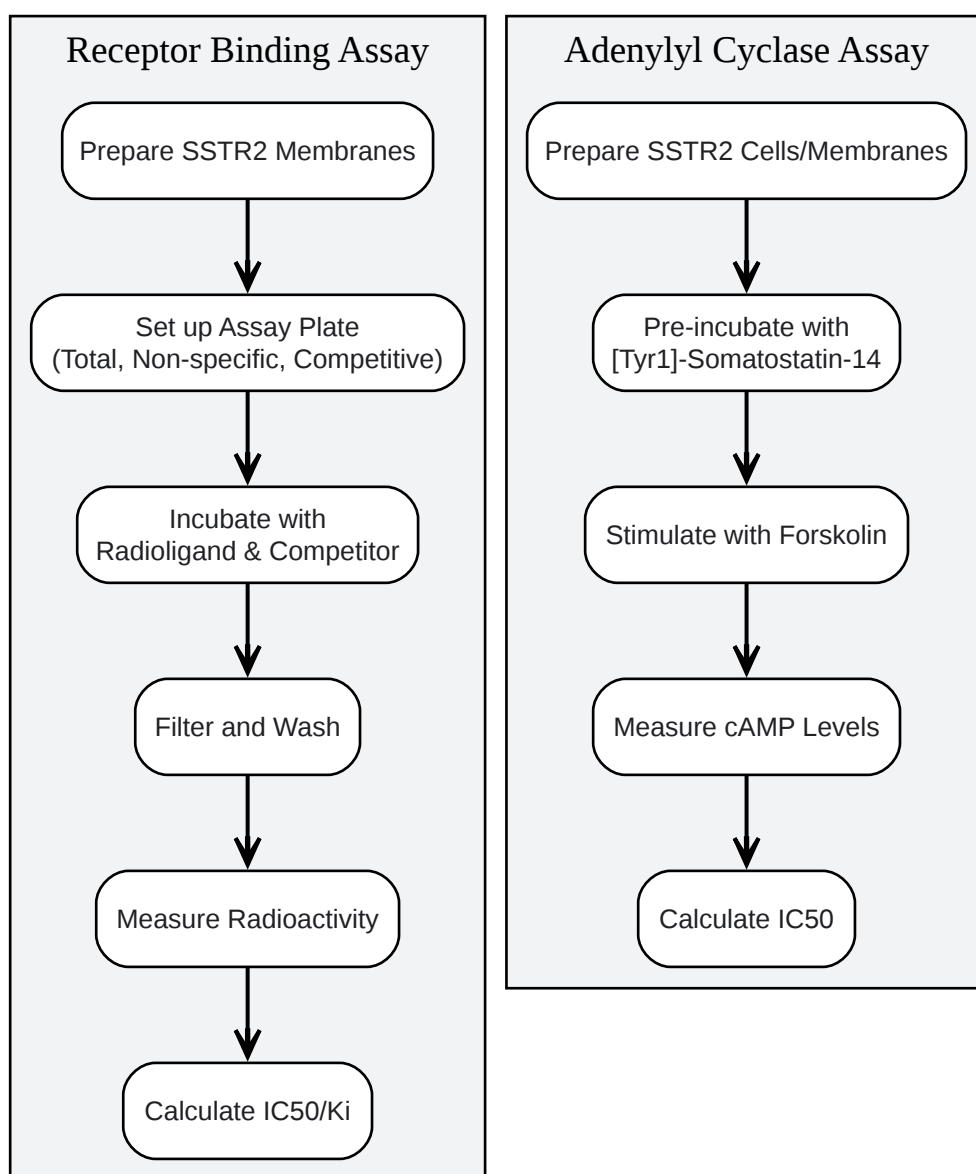 Receptor Binding Assay
Prepare SSTR2 Membranes
Set up Assay Plate
(Total, Non-specific, Competitive)
Incubate with
Radioligand & Competitor
Filter and Wash
Measure Radioactivity
Calculate IC50/Ki
Adenylyl Cyclase Assay
Prepare SSTR2 Cells/Membranes
Pre-incubate with
[Tyr1]-Somatostatin-14
Stimulate with Forskolin
Measure cAMP Levels
Calculate IC50